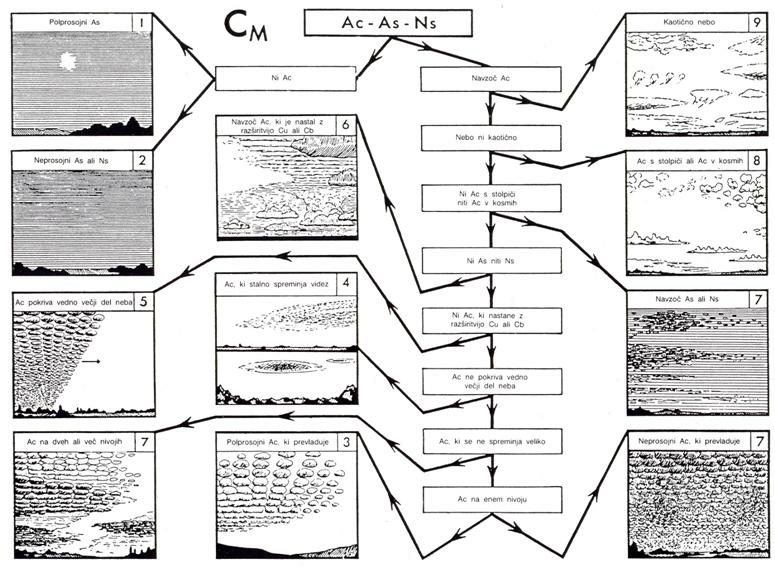 C_M
Ac - As - Ns
Polprosojni As
1
Ni Ac
Navzoč Ac
Kaotično nebo
9
Navzoč Ac, ki je nastal z
razširitvijo Cu ali Cb
6
Nebo ni kaotično
Neprosojni As ali Ns
2
Ac s stolpiči ali Ac v kosmih
8
Ni Ac s stolpiči
niti Ac v kosmih
Ni As niti Ns
Ac pokriva vedno večji del neba
5
Ac, ki stalno spreminja videz
4
Navzoč As ali Ns
7
Ni Ac, ki nastane z
razširitvijo Cu ali Cb
Ac ne pokriva vedno
večji del neba
Ac na dveh ali več nivojih
7
Polprosojni Ac, ki prevladuje
3
Ac, ki se ne spreminja veliko
Neprosojni Ac, ki prevladuje
7
Ac na enem nivoju